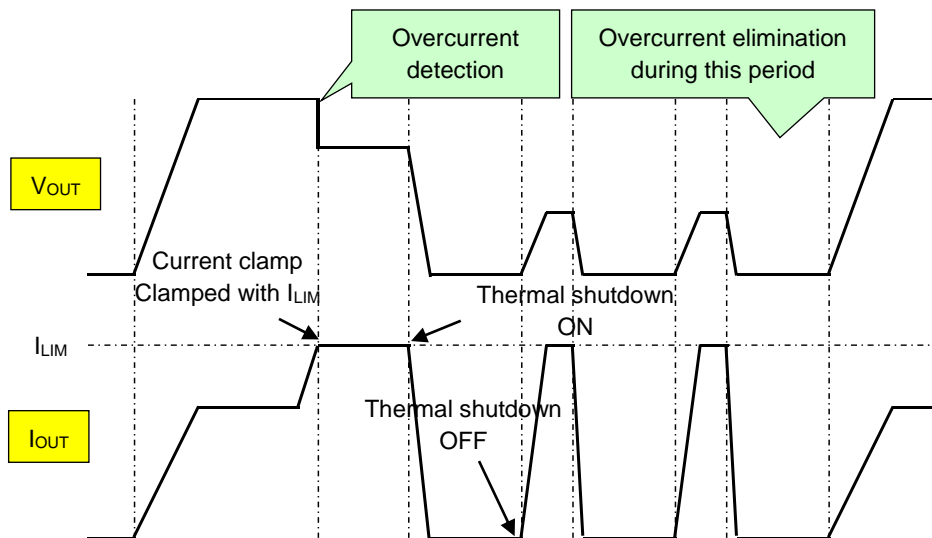 Overcurrent
detection
Overcurrent elimination
during this period
VOUT
Current clamp
Clamped with ILIM
Thermal shutdown
ON
ILIM
Thermal shutdown
OFF
IOUT